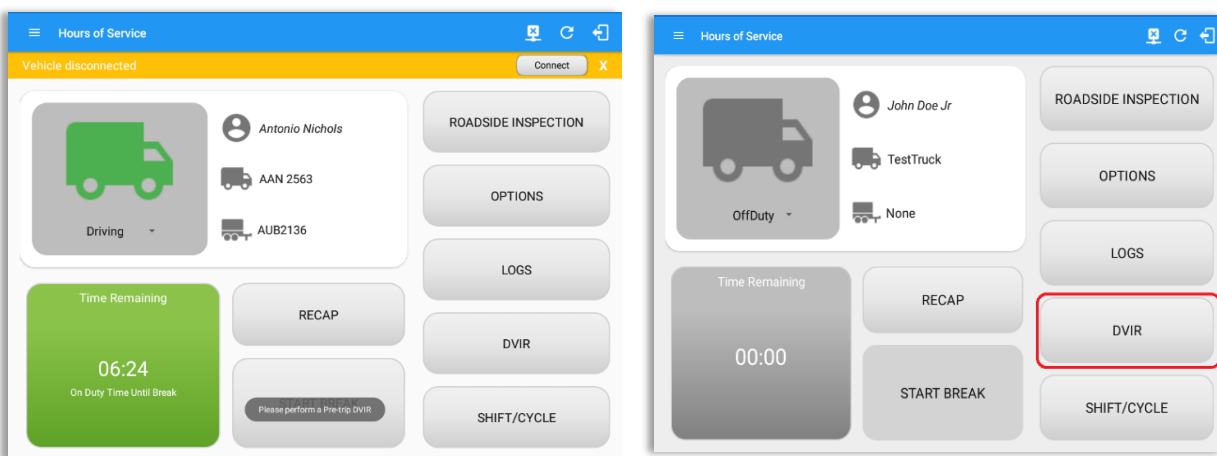 Hours of Service
Vehicle disconnected
Connect
X
Antonio Nichols
AAN 2563
AUB2136
Driving
Time Remaining
06:24
On Duty Time Until Break
RECAP
START BREAK
Please perform a Pre-trip DVIR
ROADSIDE INSPECTION
OPTIONS
LOGS
DVIR
SHIFT/CYCLE
Hours of Service
John Doe Jr
TestTruck
None
OffDuty
Time Remaining
00:00
RECAP
START BREAK
ROADSIDE INSPECTION
OPTIONS
LOGS
DVIR
SHIFT/CYCLE